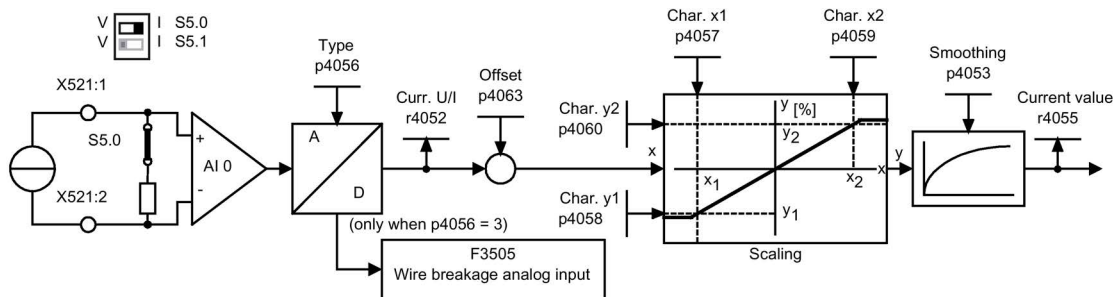 V I S5.0
V I S5.1
X521:1
S5.0
X521:2
+
AI 0
-
Type
p4056
A
D
Curr. U/I
r4052
Offset
p4063
(only when p4056 = 3)
F3505
Wire breakage analog input
Char. x1
p4057
Char. x2
p4059
Char. y2
p4060
x
Char. y1
p4058
y [%]
y2
x1
x2
x
y1
Scaling
y
Smoothing
p4053
Current value
r4055